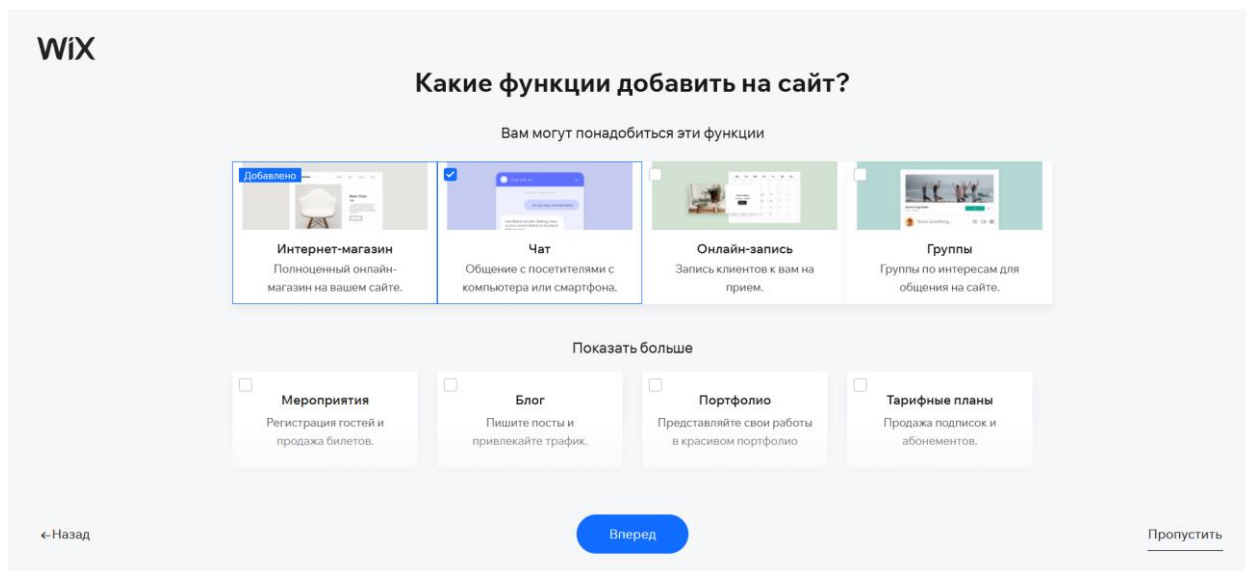 WiX
Какие функции добавить на сайт?
Вам могут понадобиться эти функции
Добавлено
Интернет-магазин
Полноценный онлайн-
магазин на вашем сайте.
Чат
Общение с посетителями с
компьютера или смартфона.
Онлайн-запись
Запись клиентов к вам на
прием.
Группы
Группы по интересам для
общения на сайте.
Показать больше
Мероприятия
Регистрация гостей и
продажа билетов.
Блог
Пишите посты и
привлекайте трафик.
Портфолио
Представляйте свои работы
в красивом портфолио
Тарифные планы
Продажа подписок и
абонементов.
←Назад
Вперед
Пропустить